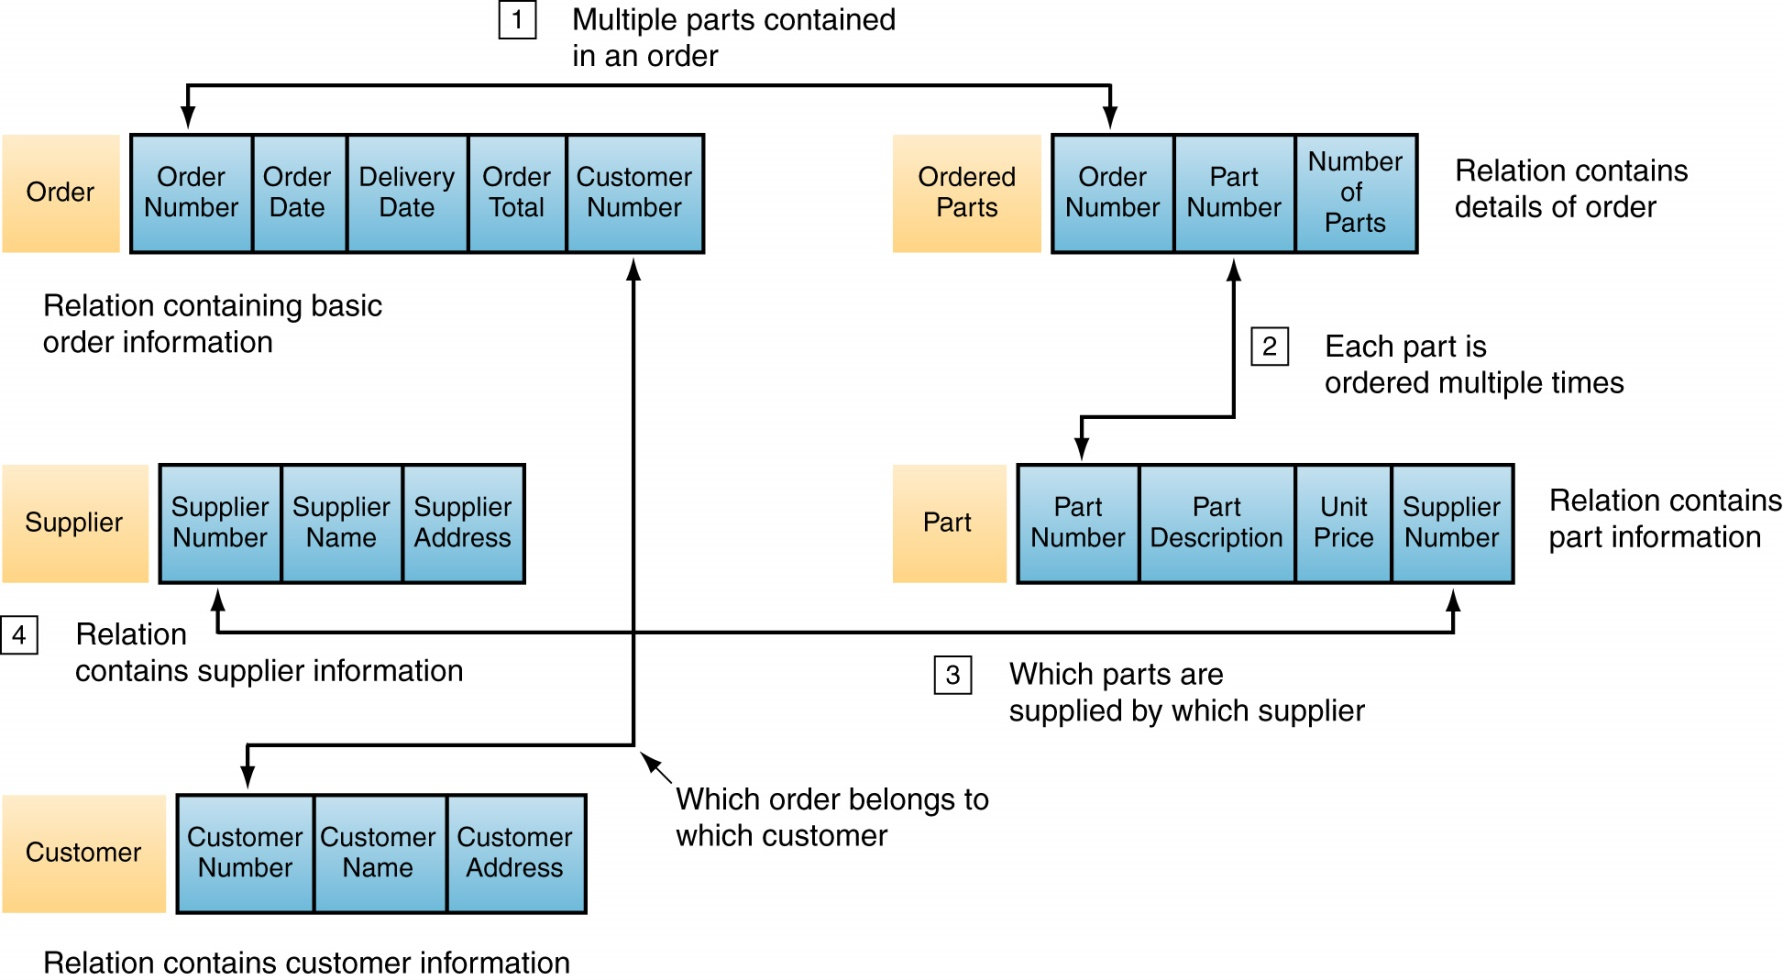 1
Multiple parts contained
in an order
Order
Order
Number
Order
Date
Delivery
Date
Order
Total
Customer
Number
Ordered
Parts
Order
Number
Part
Number
Number
of
Parts
Relation contains
details of order
Relation containing basic
order information
2
Each part is
ordered multiple times
Supplier
Supplier
Number
Supplier
Name
Supplier
Address
Part
Part
Number
Part
Description
Unit
Price
Supplier
Number
Relation contains
part information
4
Relation
contains supplier information
3
Which parts are
supplied by which supplier
Which order belongs to
which customer
Customer
Customer
Number
Customer
Name
Customer
Address
Relation contains customer information